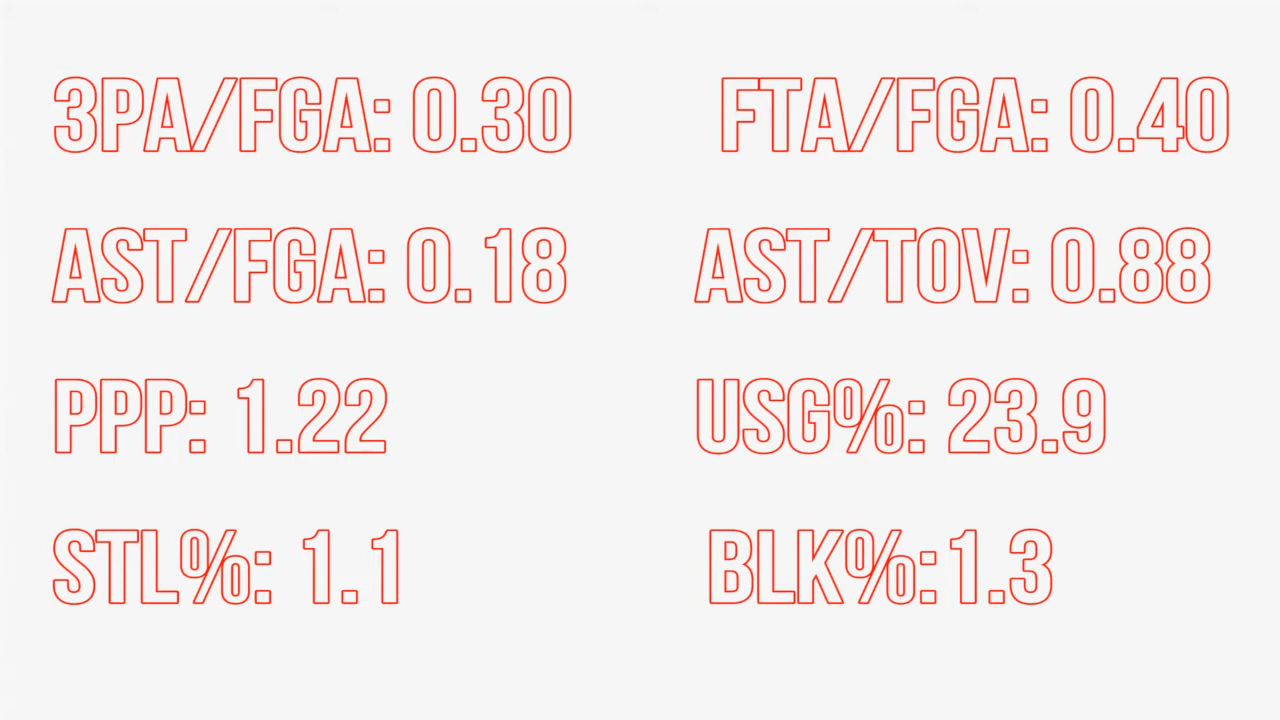 3PA/FGA: 0.30 FTA/FGA: 0.40
AST/FGA: 0.18 AST/TOV: 0.88
PPP: 1.22 USG%: 23.9
STL%: 1.1 BLK%:1.3